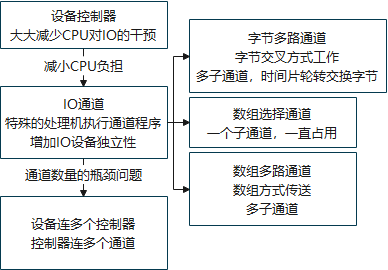 设备控制器
大大减少CPU对IO的干预
减小CPU负担
IO通道
特殊的处理机执行通道程序
增加IO设备独立性
通道数量的瓶颈问题
设备连多个控制器
控制器连多个通道
字节多路通道
字节交叉方式工作
多子通道，时间片轮转交换字节
数组选择通道
一个子通道，一直占用
数组多路通道
数组方式传送
多子通道